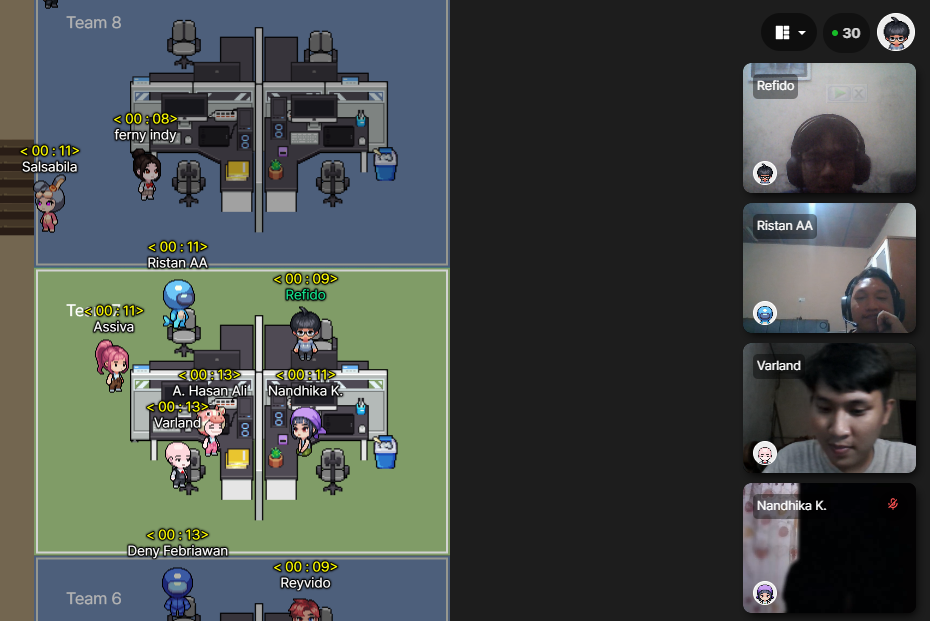 Team 8
30
Refido
< 00 : 08>
ferny indy
< 00 : 11>
Salsabila
Ristan AA
< 00 : 11>
Ristan AA
< 00 : 09>
Refido
< 00 : 11>
Assiva
Varland
< 00 : 13>
A. Hasan Ali
< 00 : 11>
Nandhika K.
< 00 : 13>
Varland
Nandhika K.
< 00 : 13>
Deny Febriawan
< 00 : 09>
Reyvido
Team 6